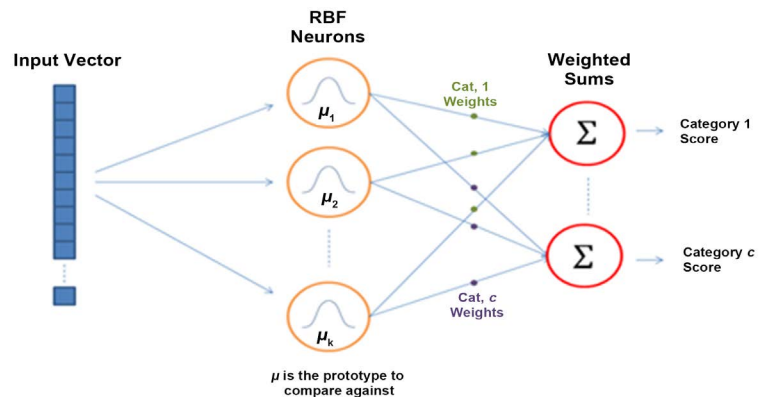 Input Vector
RBF
Neurons
μ1
μ2
μk
μ is the prototype to
compare against
Cat, 1
Weights
Cat, c
Weights
Weighted
Sums
Σ
Σ
Category 1
Score
Category c
Score